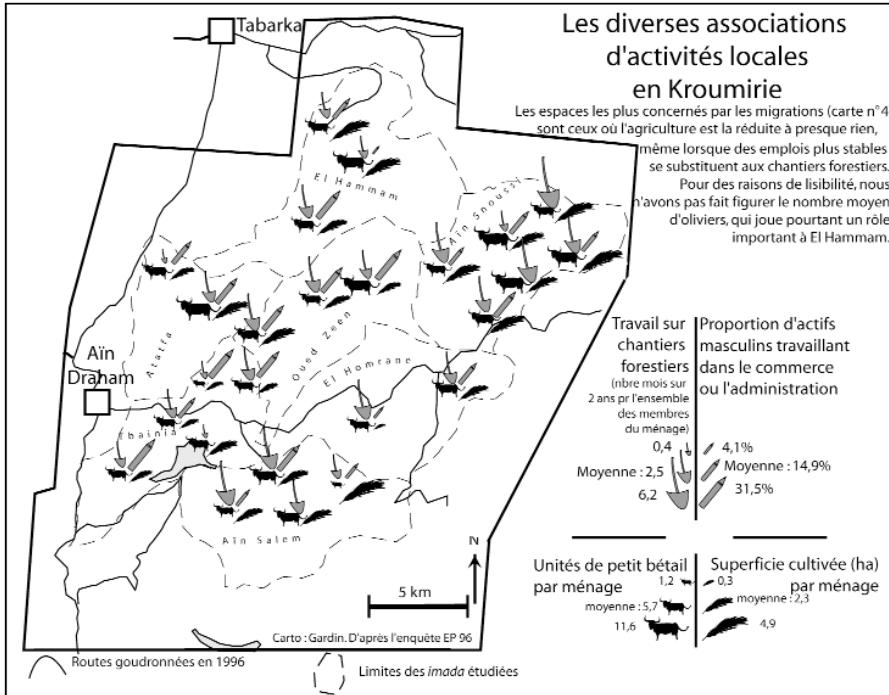 Tabarka
Les diverses associations
d'activités locales
en Kroumirie
Les espaces les plus concernés par les migrations (carte n°4
sont ceux où l'agriculture est la réduite à presque rien,
même lorsque des emplois plus stables
se substituent aux chantiers forestiers.
Pour des raisons de lisibilité, nous
n'avons pas fait figurer le nombre moyen
d'oliviers, qui joue pourtant un rôle
important à El Hammam.
El Hammam
Aïn Snoussi
Atatfa
Oued Zeen
El Homrane
Aïn
Draham
Tbainia
Aïn Salem
N
5 km
Carto : Gardin. D'après l'enquête EP 96
Travail sur
chantiers
forestiers
(nbre mois sur
2 ans pr l'ensemble
des membres
du ménage)
0,4
Moyenne : 2,5
6,2
Proportion d'actifs
masculins travaillant
dans le commerce
ou l'administration
4,1%
Moyenne : 14,9%
31,5%
Unités de petit bétail
par ménage
1,2
moyenne : 5,7
11,6
Superficie cultivée (ha)
par ménage
0,3
moyenne : 2,3
4,9
Routes goudronnées en 1996
Limites des imada étudiées